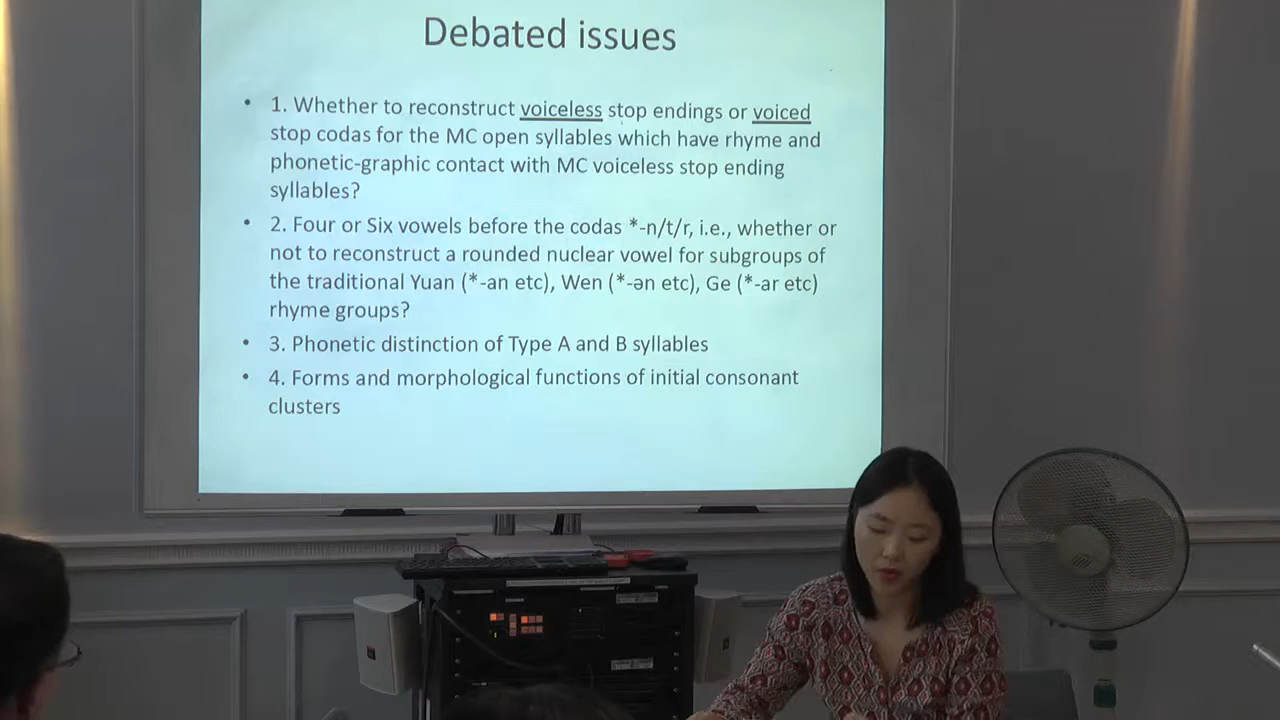 Debated issues
• 1. Whether to reconstruct voiceless stop endings or voiced
stop codas for the MC open syllables which have rhyme and
phonetic-graphic contact with MC voiceless stop ending
syllables?
• 2. Four or Six vowels before the codas *-n/t/r, i.e., whether or
not to reconstruct a rounded nuclear vowel for subgroups of
the traditional Yuan (*-an etc), Wen (*-ən etc), Ge (*-ar etc)
rhyme groups?
• 3. Phonetic distinction of Type A and B syllables
• 4. Forms and morphological functions of initial consonant
clusters